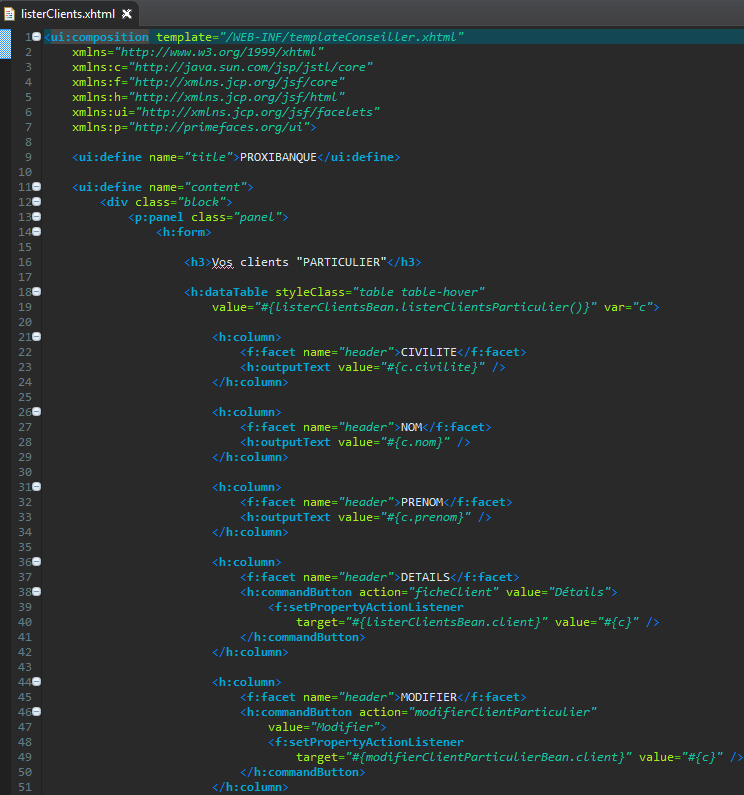 listerClients.xhtml
1 <ui:composition template="/WEB-INF/templateConseiller.xhtml"
2 xmlns="http://www.w3.org/1999/xhtml"
3 xmlns:c="http://java.sun.com/jsp/jstl/core"
4 xmlns:f="http://xmlns.jcp.org/jsf/core"
5 xmlns:h="http://xmlns.jcp.org/jsf/html"
6 xmlns:ui="http://xmlns.jcp.org/jsf/facelets"
7 xmlns:p="http://primefaces.org/ui">
8
9 <ui:define name="title">PROXIBANQUE</ui:define>
10
11 <ui:define name="content">
12 <div class="block">
13 <p:panel class="panel">
14 <h:form>
15
16 <h3>Vos clients "PARTICULIER"</h3>
17
18 <h:dataTable styleClass="table table-hover"
19 value="#{listerClientsBean.listerClientsParticulier()}" var="c">
20
21 <h:column>
22 <f:facet name="header">CIVILITE</f:facet>
23 <h:outputText value="#{c.civilite}" />
24 </h:column>
25
26 <h:column>
27 <f:facet name="header">NOM</f:facet>
28 <h:outputText value="#{c.nom}" />
29 </h:column>
30
31 <h:column>
32 <f:facet name="header">PRENOM</f:facet>
33 <h:outputText value="#{c.prenom}" />
34 </h:column>
35
36 <h:column>
37 <f:facet name="header">DETAILS</f:facet>
38 <h:commandButton action="ficheClient" value="Détails">
39 <f:setPropertyActionListener
40 target="#{listerClientsBean.client}" value="#{c}" />
41 </h:commandButton>
42 </h:column>
43
44 <h:column>
45 <f:facet name="header">MODIFIER</f:facet>
46 <h:commandButton action="modifierClientParticulier"
47 value="Modifier">
48 <f:setPropertyActionListener
49 target="#{modifierClientParticulierBean.client}" value="#{c}" />
50 </h:commandButton>
51 </h:column>